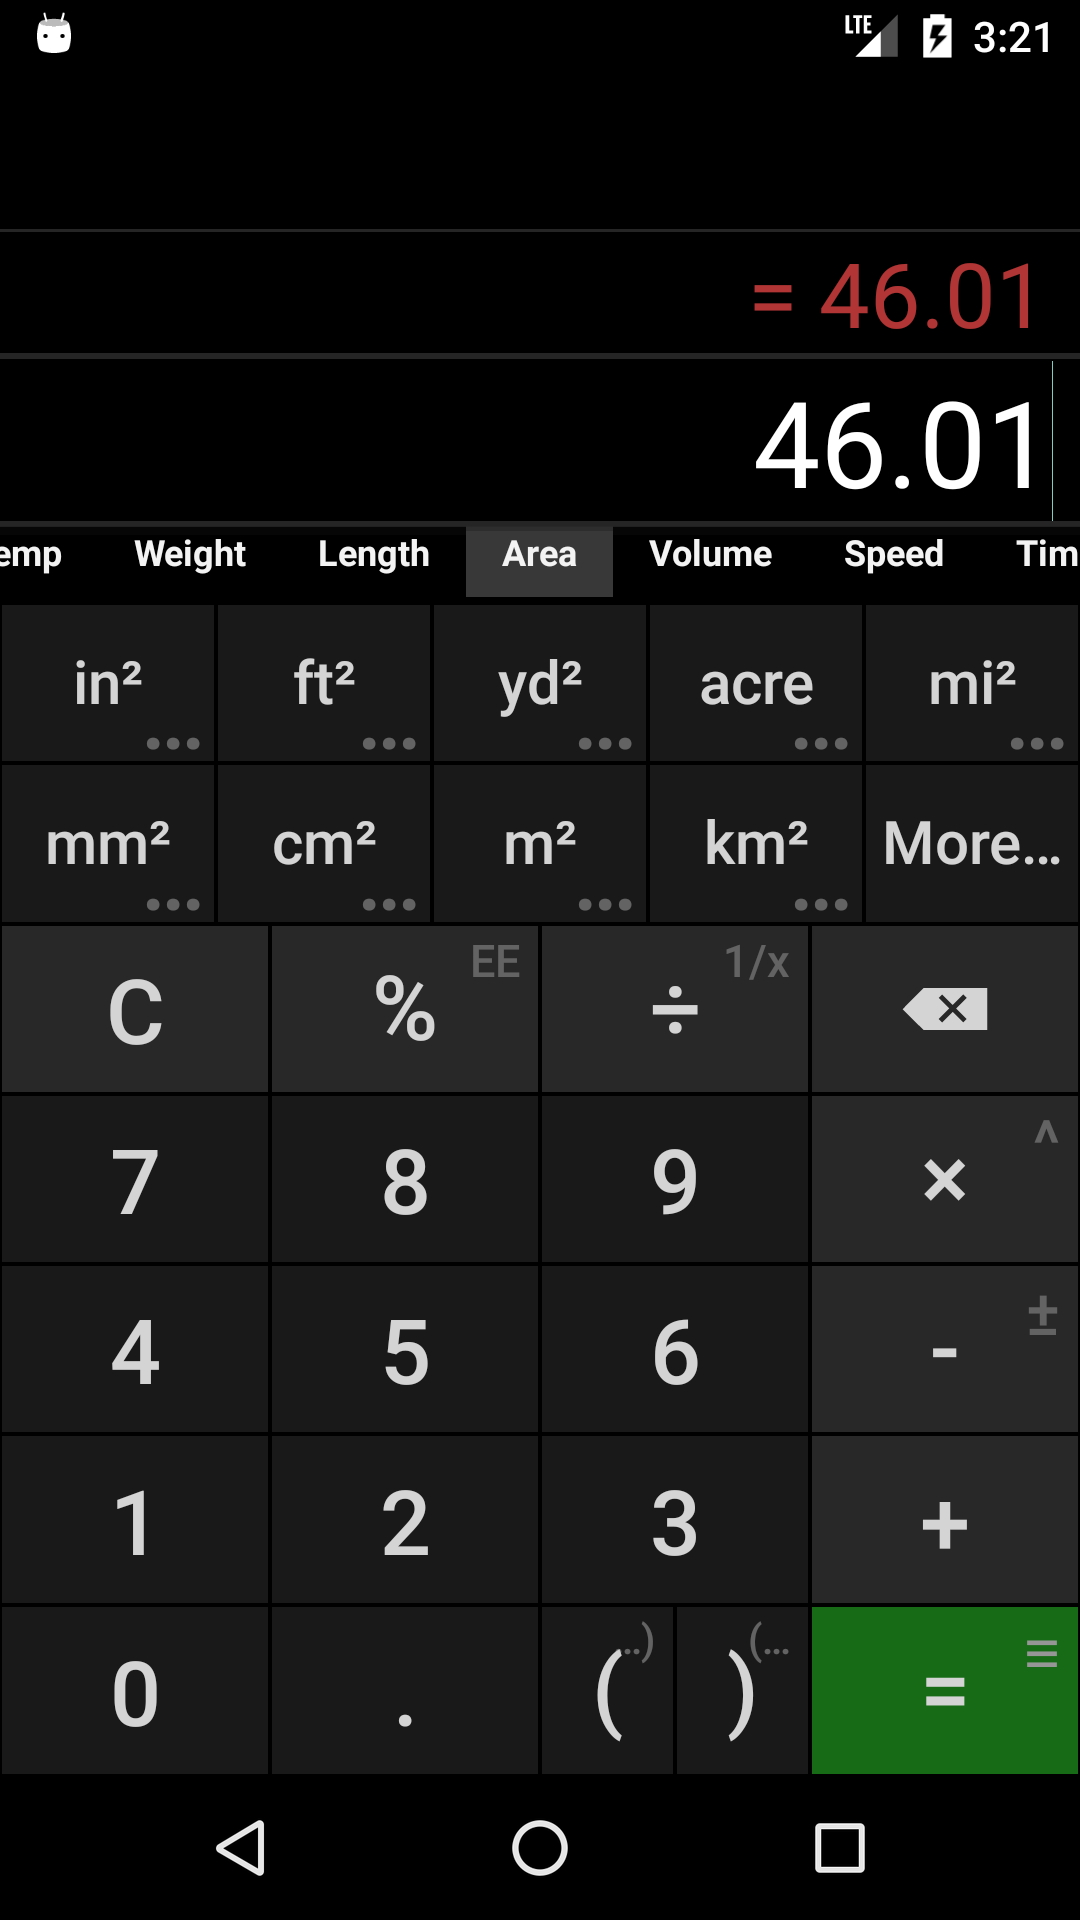 LTE 3:21
= 46.01
46.01
emp Weight Length Area Volume Speed Tim
in² ft² yd² acre mi²
... ... ... ... ...
mm² cm² m² km² More...
... ... ... ...
C % EE ÷ 1/x
7 8 9 × ^
4 5 6 - ±
1 2 3 +
0 . ( ..) ) (... = ≡